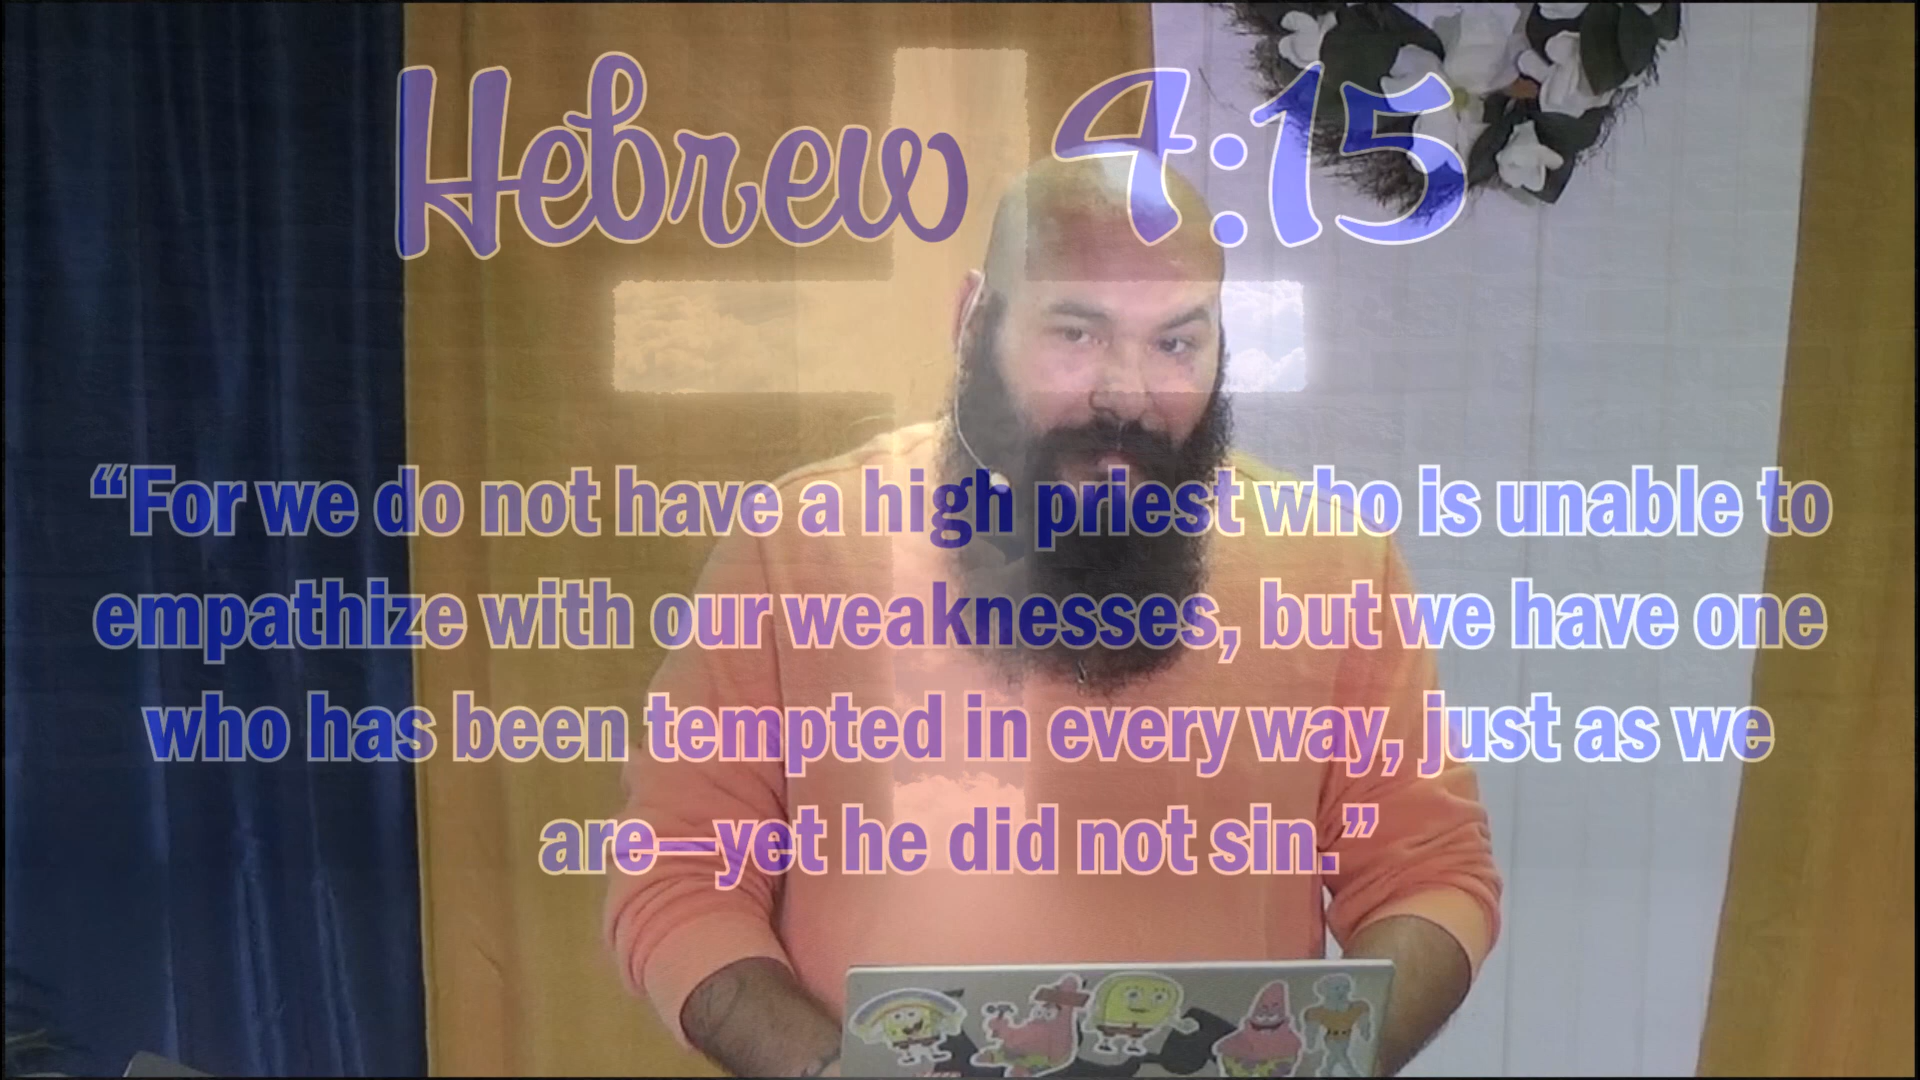 Hebrew 4:15
“For we do not have a high priest who is unable to
empathize with our weaknesses, but we have one
who has been tempted in every way, just as we
are—yet he did not sin.”